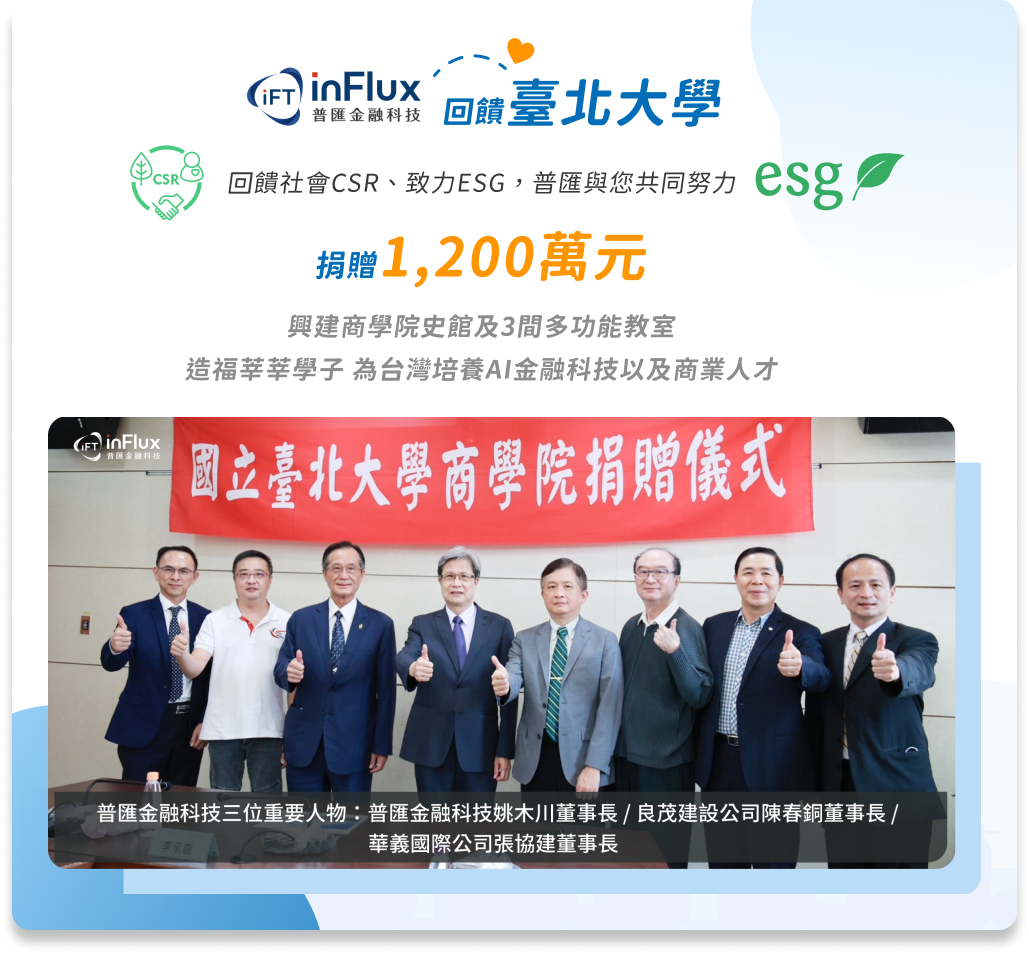 iFT inFlux
普匯金融科技
回饋臺北大學
CSR
回饋社會CSR、致力ESG，普匯與您共同努力
esg
捐贈1,200萬元
興建商學院史館及3間多功能教室
造福莘莘學子 為台灣培養AI金融科技以及商業人才
iFT inFlux
普匯金融科技
國立臺北大學商學院捐贈儀式
普匯金融科技三位重要人物：普匯金融科技姚木川董事長 / 良茂建設公司陳春銅董事長 /
華義國際公司張協建董事長